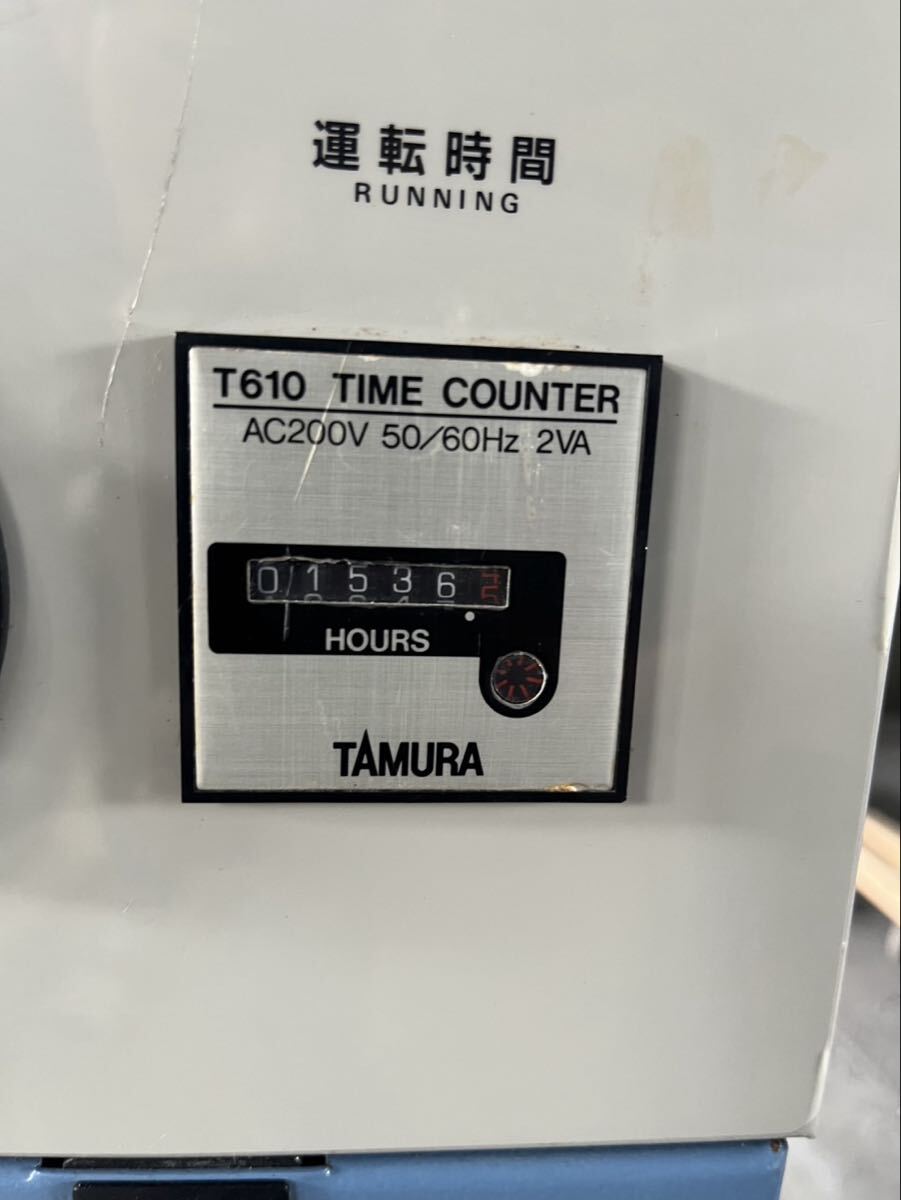 運転時間
RUNNING
T610 TIME COUNTER
AC200V 50/60Hz 2VA
01536
HOURS
TAMURA